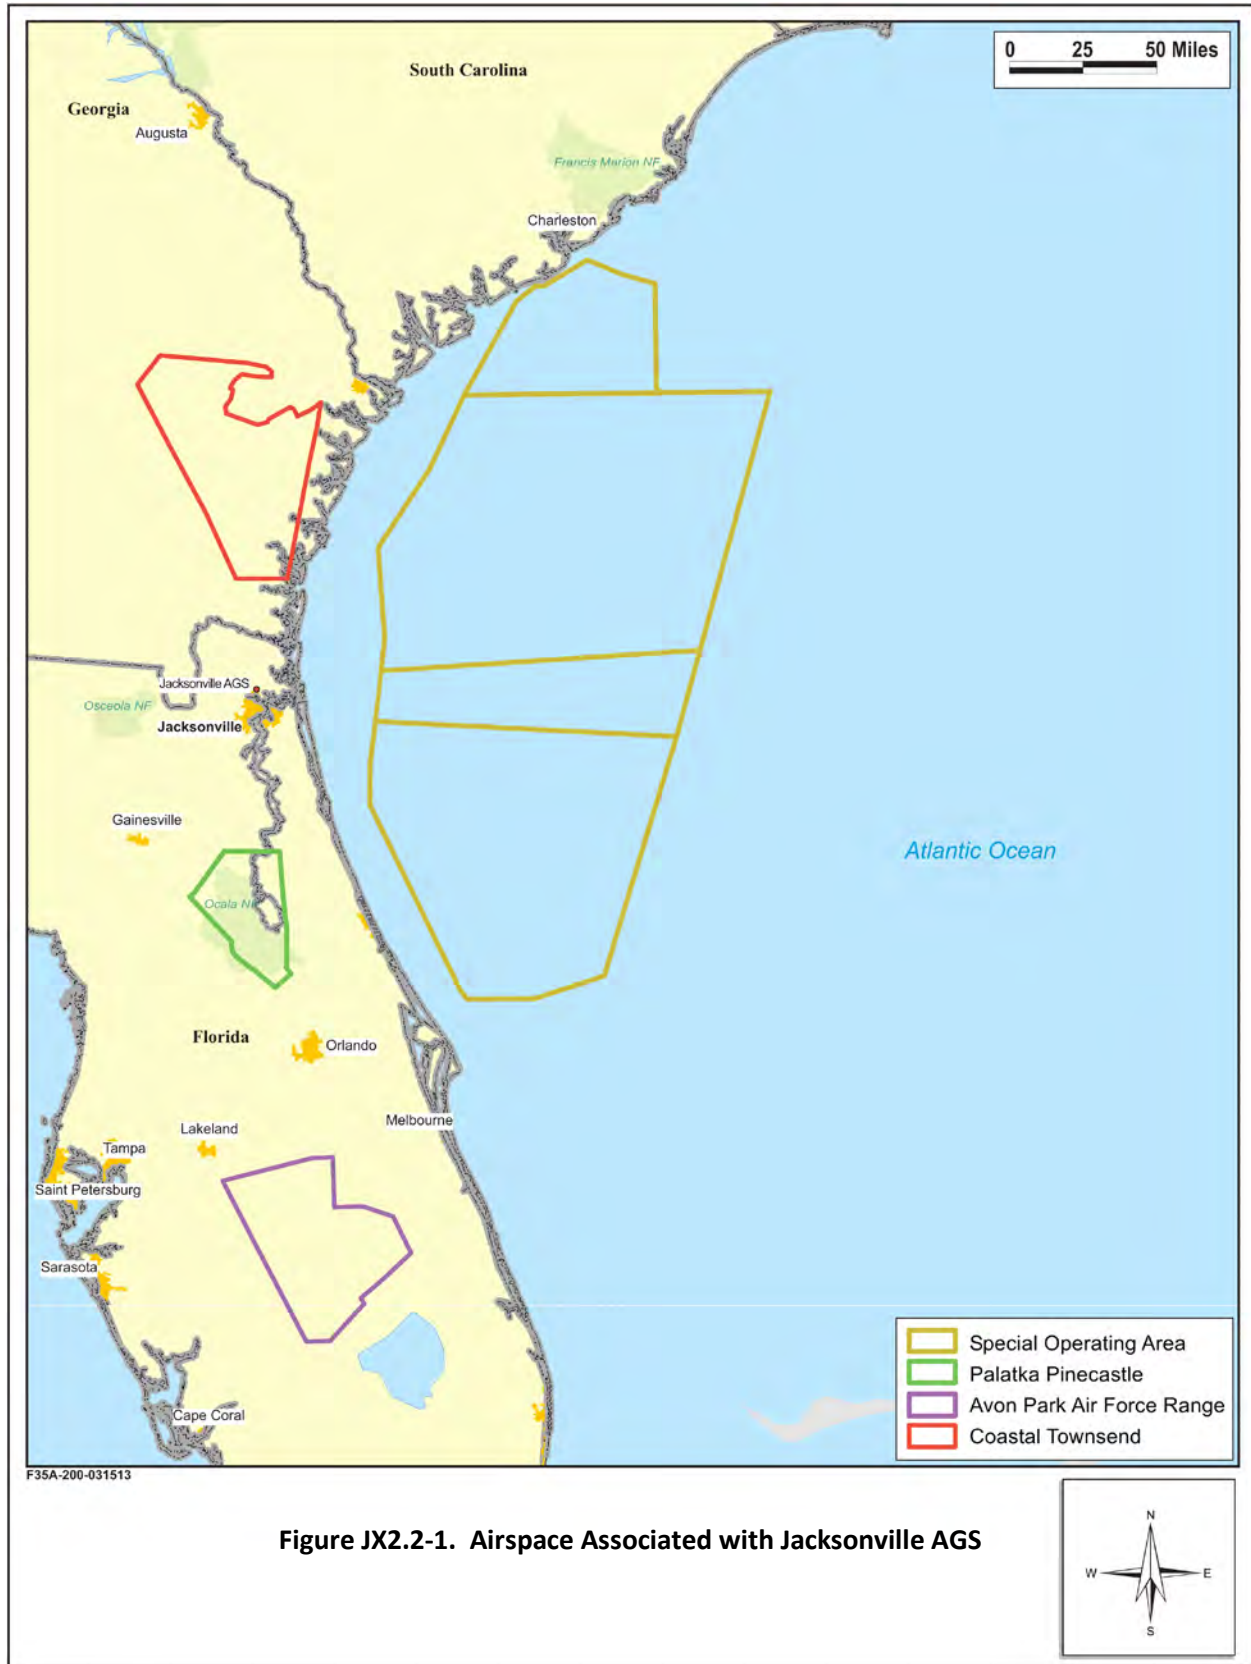 0 25 50 Miles
South Carolina
Georgia
Augusta
Francis Marion NF
Charleston
Jacksonville AGS
Osceola NF
Jacksonville
Gainesville
Atlantic Ocean
Ocala NF
Florida
Orlando
Melbourne
Lakeland
Tampa
Saint Petersburg
Sarasota
Cape Coral
Special Operating Area
Palatka Pinecastle
Avon Park Air Force Range
Coastal Townsend
F35A-200-031513
Figure JX2.2-1. Airspace Associated with Jacksonville AGS
N
W E
S